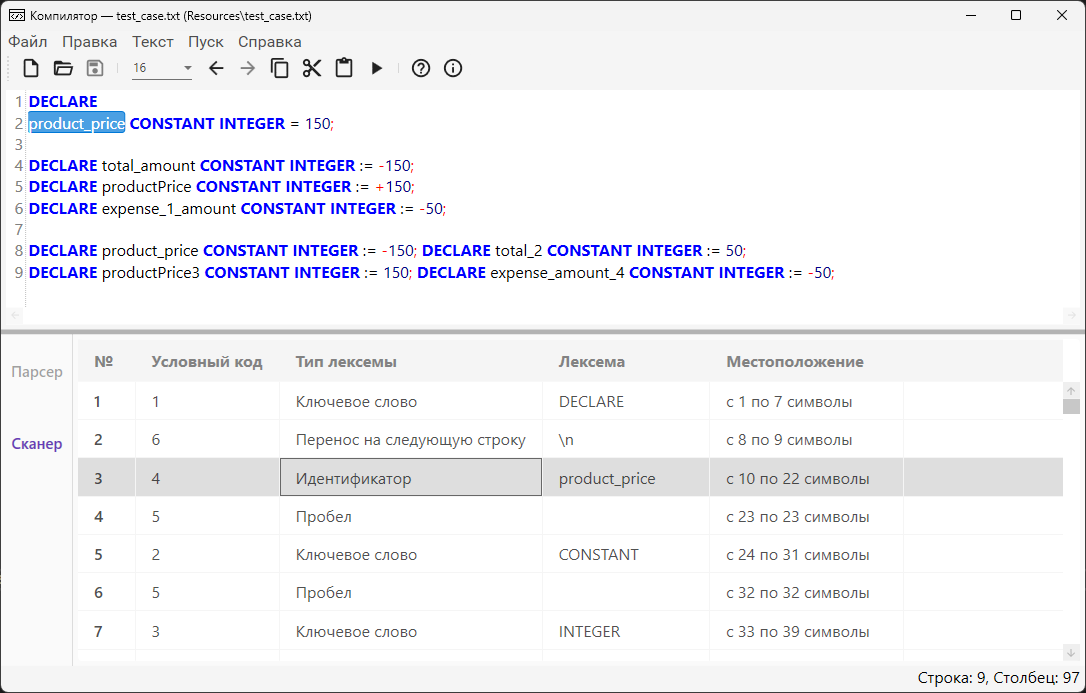 Компилятор — test_case.txt (Resources\test_case.txt)
Файл Правка Текст Пуск Справка
16
1 DECLARE
2 product_price CONSTANT INTEGER = 150;
3
4 DECLARE total_amount CONSTANT INTEGER := -150;
5 DECLARE productPrice CONSTANT INTEGER := +150;
6 DECLARE expense_1_amount CONSTANT INTEGER := -50;
7
8 DECLARE product_price CONSTANT INTEGER := -150; DECLARE total_2 CONSTANT INTEGER := 50;
9 DECLARE productPrice3 CONSTANT INTEGER := 150; DECLARE expense_amount_4 CONSTANT INTEGER := -50;
Парсер
Сканер
№ Условный код Тип лексемы Лексема Местоположение
1 1 Ключевое слово DECLARE с 1 по 7 символы
2 6 Перенос на следующую строку \n с 8 по 9 символы
3 4 Идентификатор product_price с 10 по 22 символы
4 5 Пробел с 23 по 23 символы
5 2 Ключевое слово CONSTANT с 24 по 31 символы
6 5 Пробел с 32 по 32 символы
7 3 Ключевое слово INTEGER с 33 по 39 символы
Строка: 9, Столбец: 97